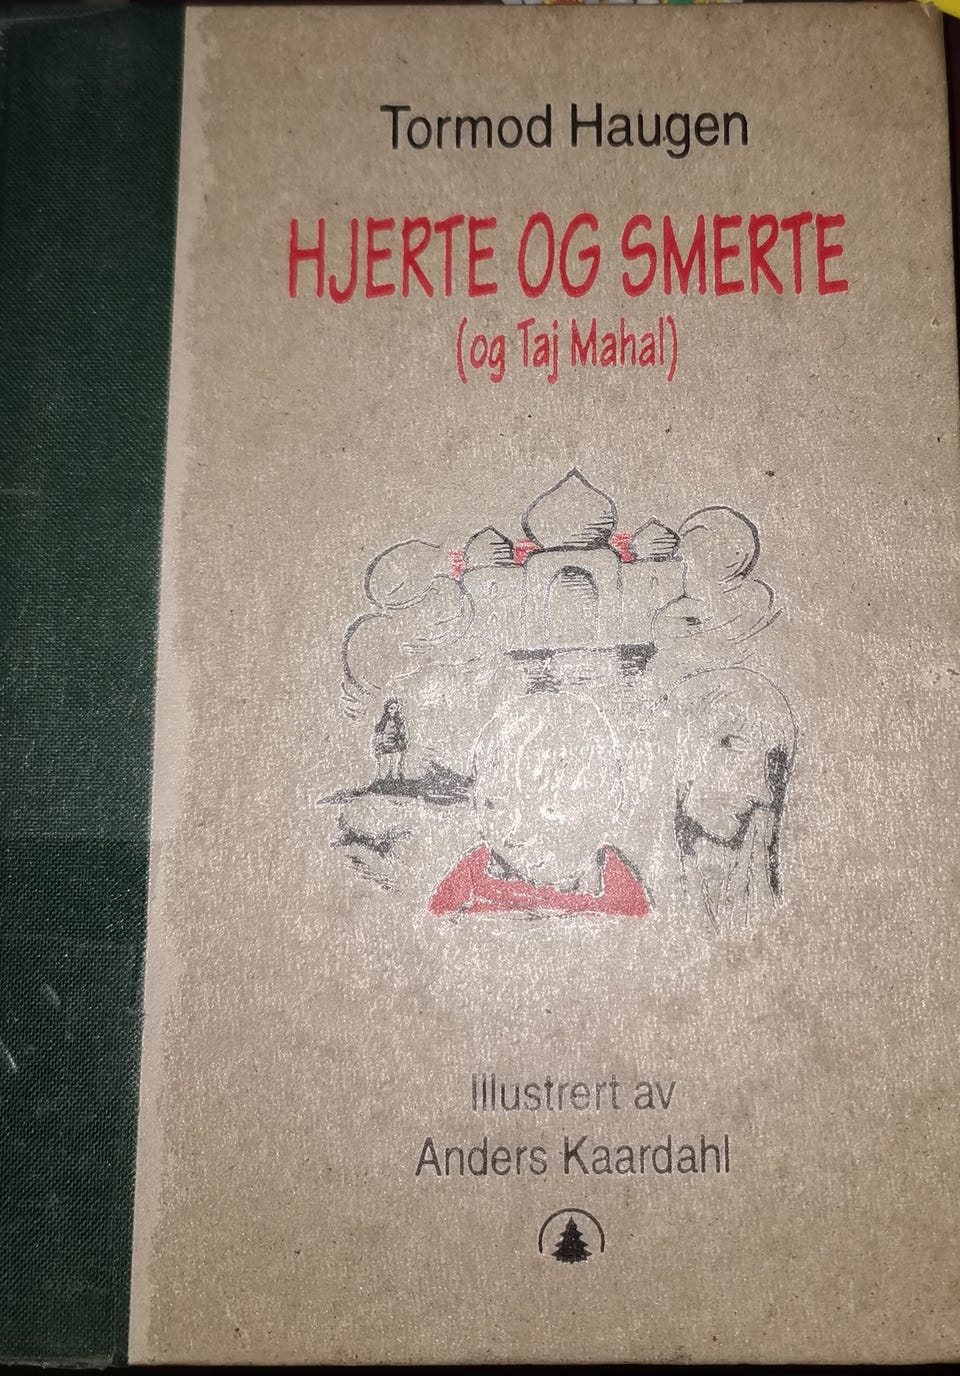 Tormod Haugen
HJERTE OG SMERTE
(og Taj Mahal)
Illustrert av
Anders Kaardahl